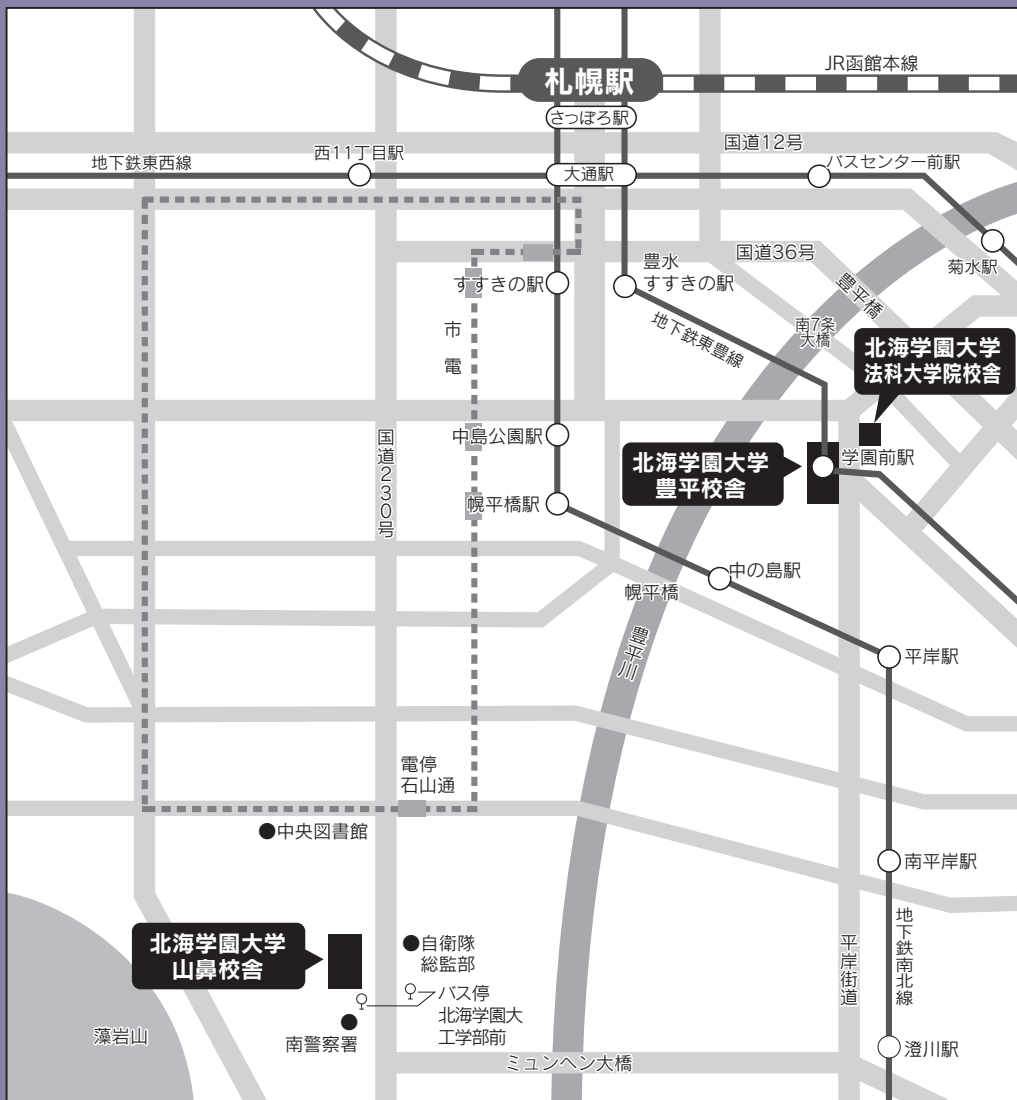 JR函館本線
札幌駅
さっぽろ駅
国道12号
地下鉄東西線
西11丁目駅
大通駅
バスセンター前駅
国道36号
豊水
すすきの駅
菊水駅
豊平橋
すすきの駅
地下鉄東豊線
南7条
大橋
市電
北海学園大学
法科大学院校舎
国道230号
中島公園駅
北海学園大学
豊平校舎
学園前駅
幌平橋駅
中の島駅
幌平橋
豊平川
平岸駅
電停
石山通
中央図書館
南平岸駅
北海学園大学
山鼻校舎
自衛隊
総監部
平岸街道
地下鉄南北線
バス停
北海学園大
工学部前
南警察署
藻岩山
ミュンヘン大橋
澄川駅